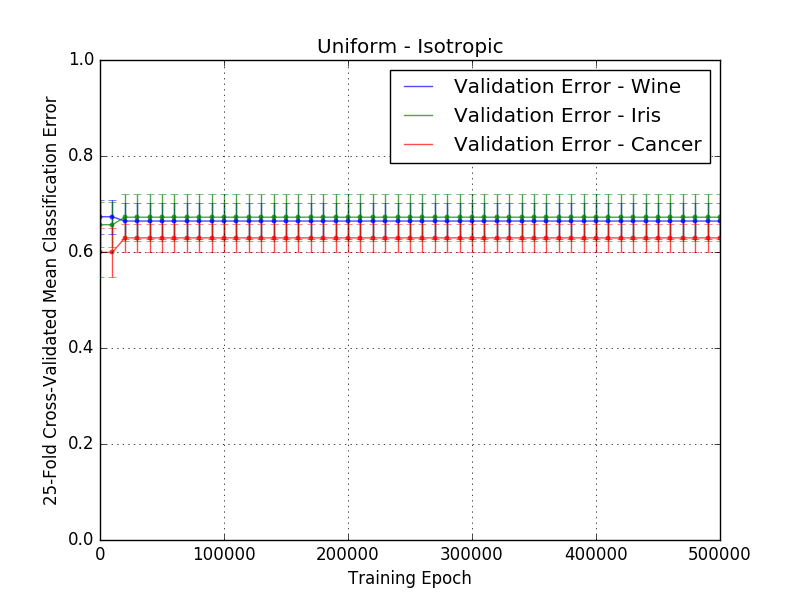 Uniform - Isotropic
Validation Error - Wine
Validation Error - Iris
Validation Error - Cancer
25-Fold Cross-Validated Mean Classification Error
1.0
0.8
0.6
0.4
0.2
0.0
0 100000 200000 300000 400000 500000
Training Epoch